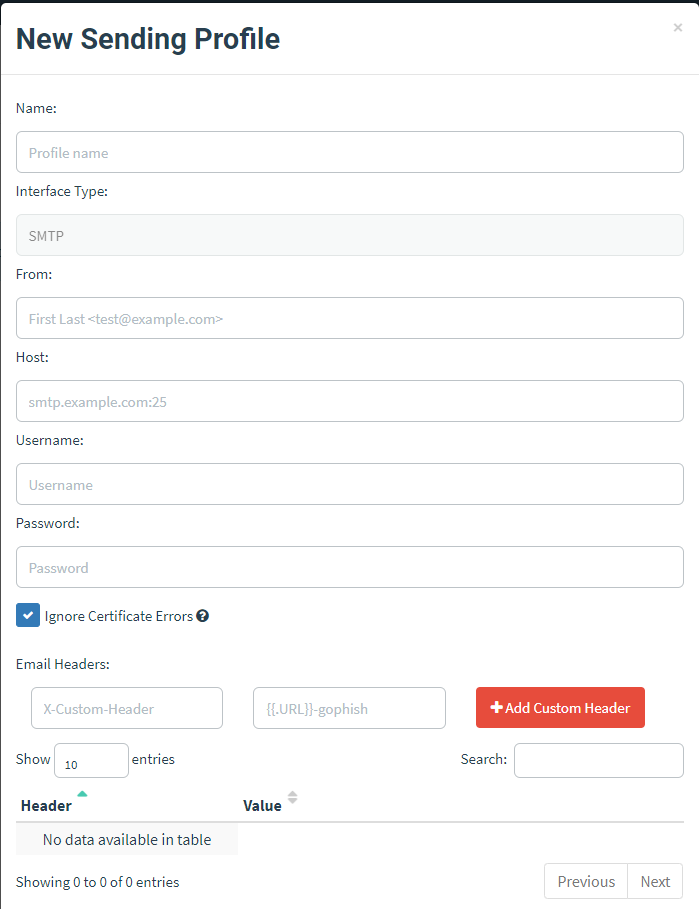 New Sending Profile
×
Name:
Profile name
Interface Type:
SMTP
From:
First Last <test@example.com>
Host:
smtp.example.com:25
Username:
Username
Password:
Password
Ignore Certificate Errors
Email Headers:
X-Custom-Header {{.URL}}-gophish + Add Custom Header
Show 10 entries Search:
Header Value
No data available in table
Showing 0 to 0 of 0 entries Previous Next